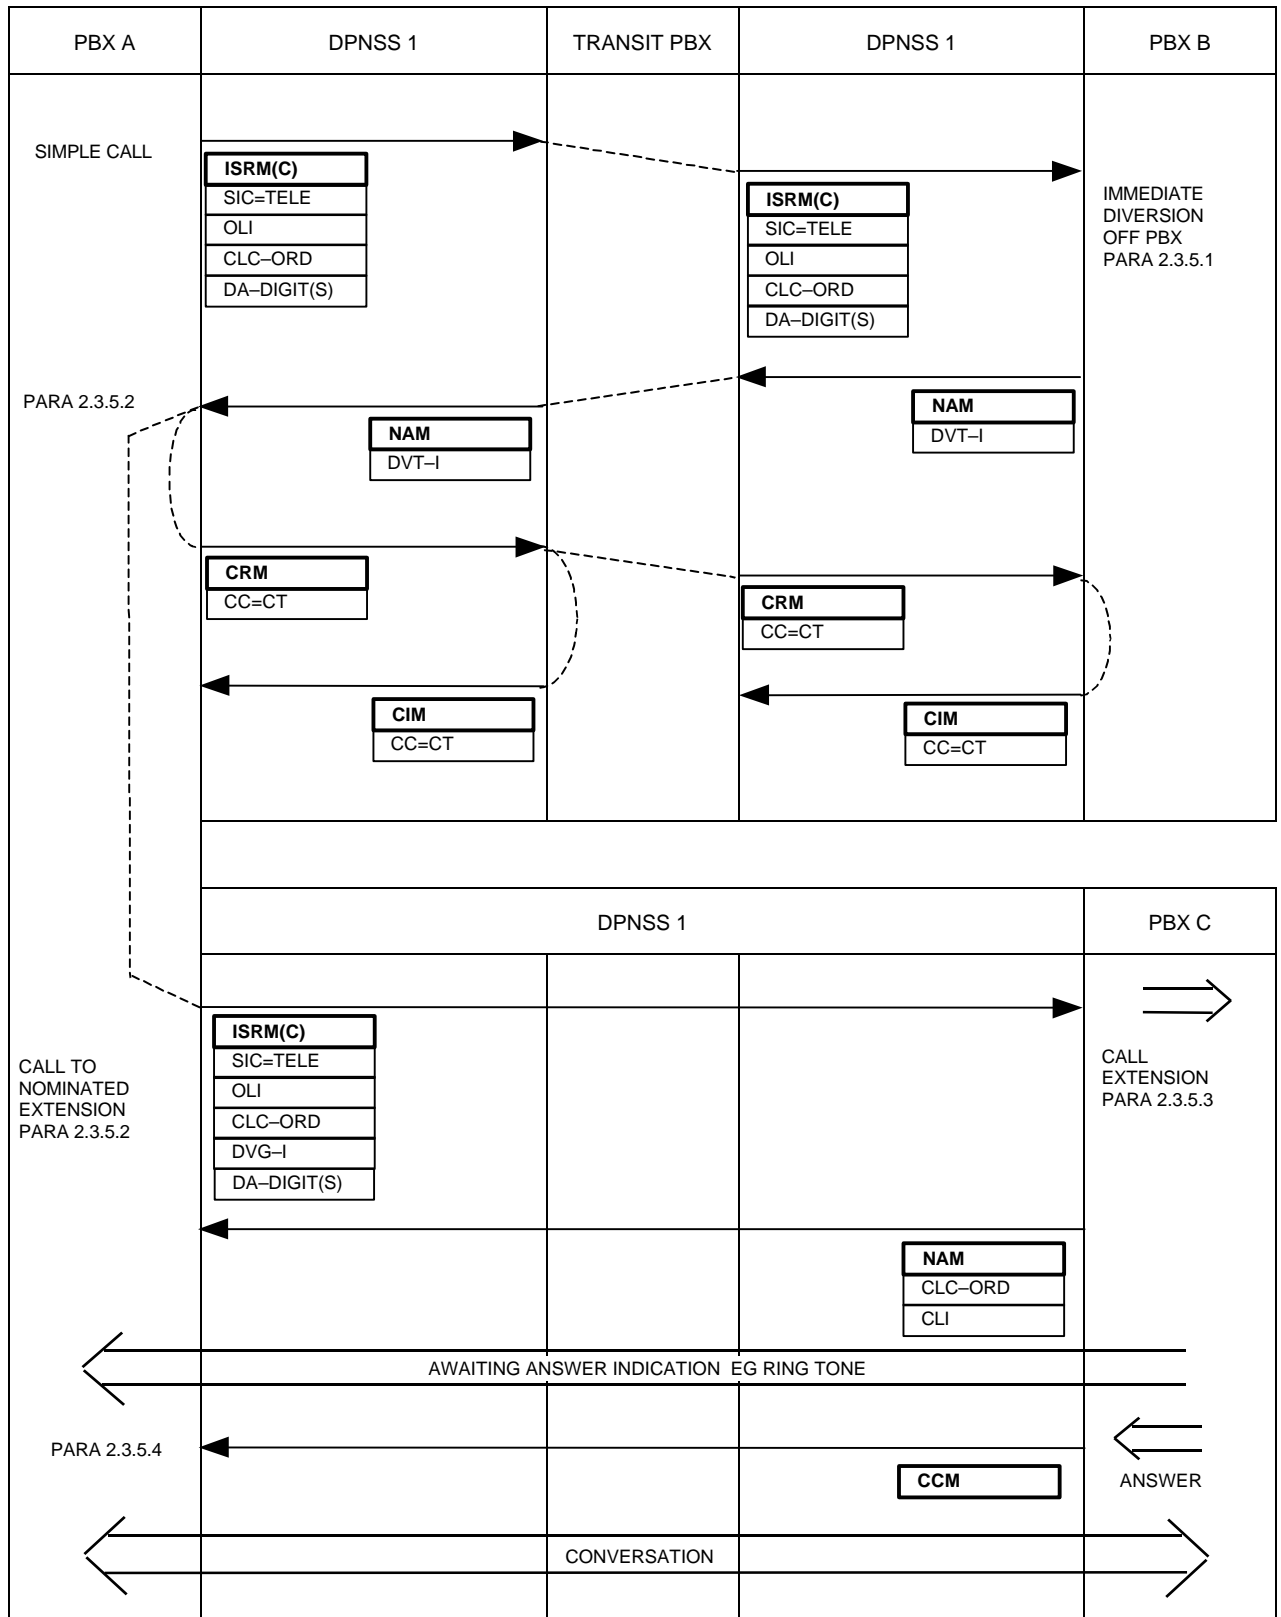 PBX A
DPNSS 1
TRANSIT PBX
DPNSS 1
PBX B
SIMPLE CALL
ISRM(C)
SIC=TELE
OLI
CLC–ORD
DA–DIGIT(S)
ISRM(C)
SIC=TELE
OLI
CLC–ORD
DA–DIGIT(S)
IMMEDIATE
DIVERSION
OFF PBX
PARA 2.3.5.1
PARA 2.3.5.2
NAM
DVT–I
NAM
DVT–I
CRM
CC=CT
CRM
CC=CT
CIM
CC=CT
CIM
CC=CT
DPNSS 1
PBX C
CALL TO
NOMINATED
EXTENSION
PARA 2.3.5.2
ISRM(C)
SIC=TELE
OLI
CLC–ORD
DVG–I
DA–DIGIT(S)
CALL
EXTENSION
PARA 2.3.5.3
NAM
CLC–ORD
CLI
AWAITING ANSWER INDICATION EG RING TONE
PARA 2.3.5.4
CCM
ANSWER
CONVERSATION